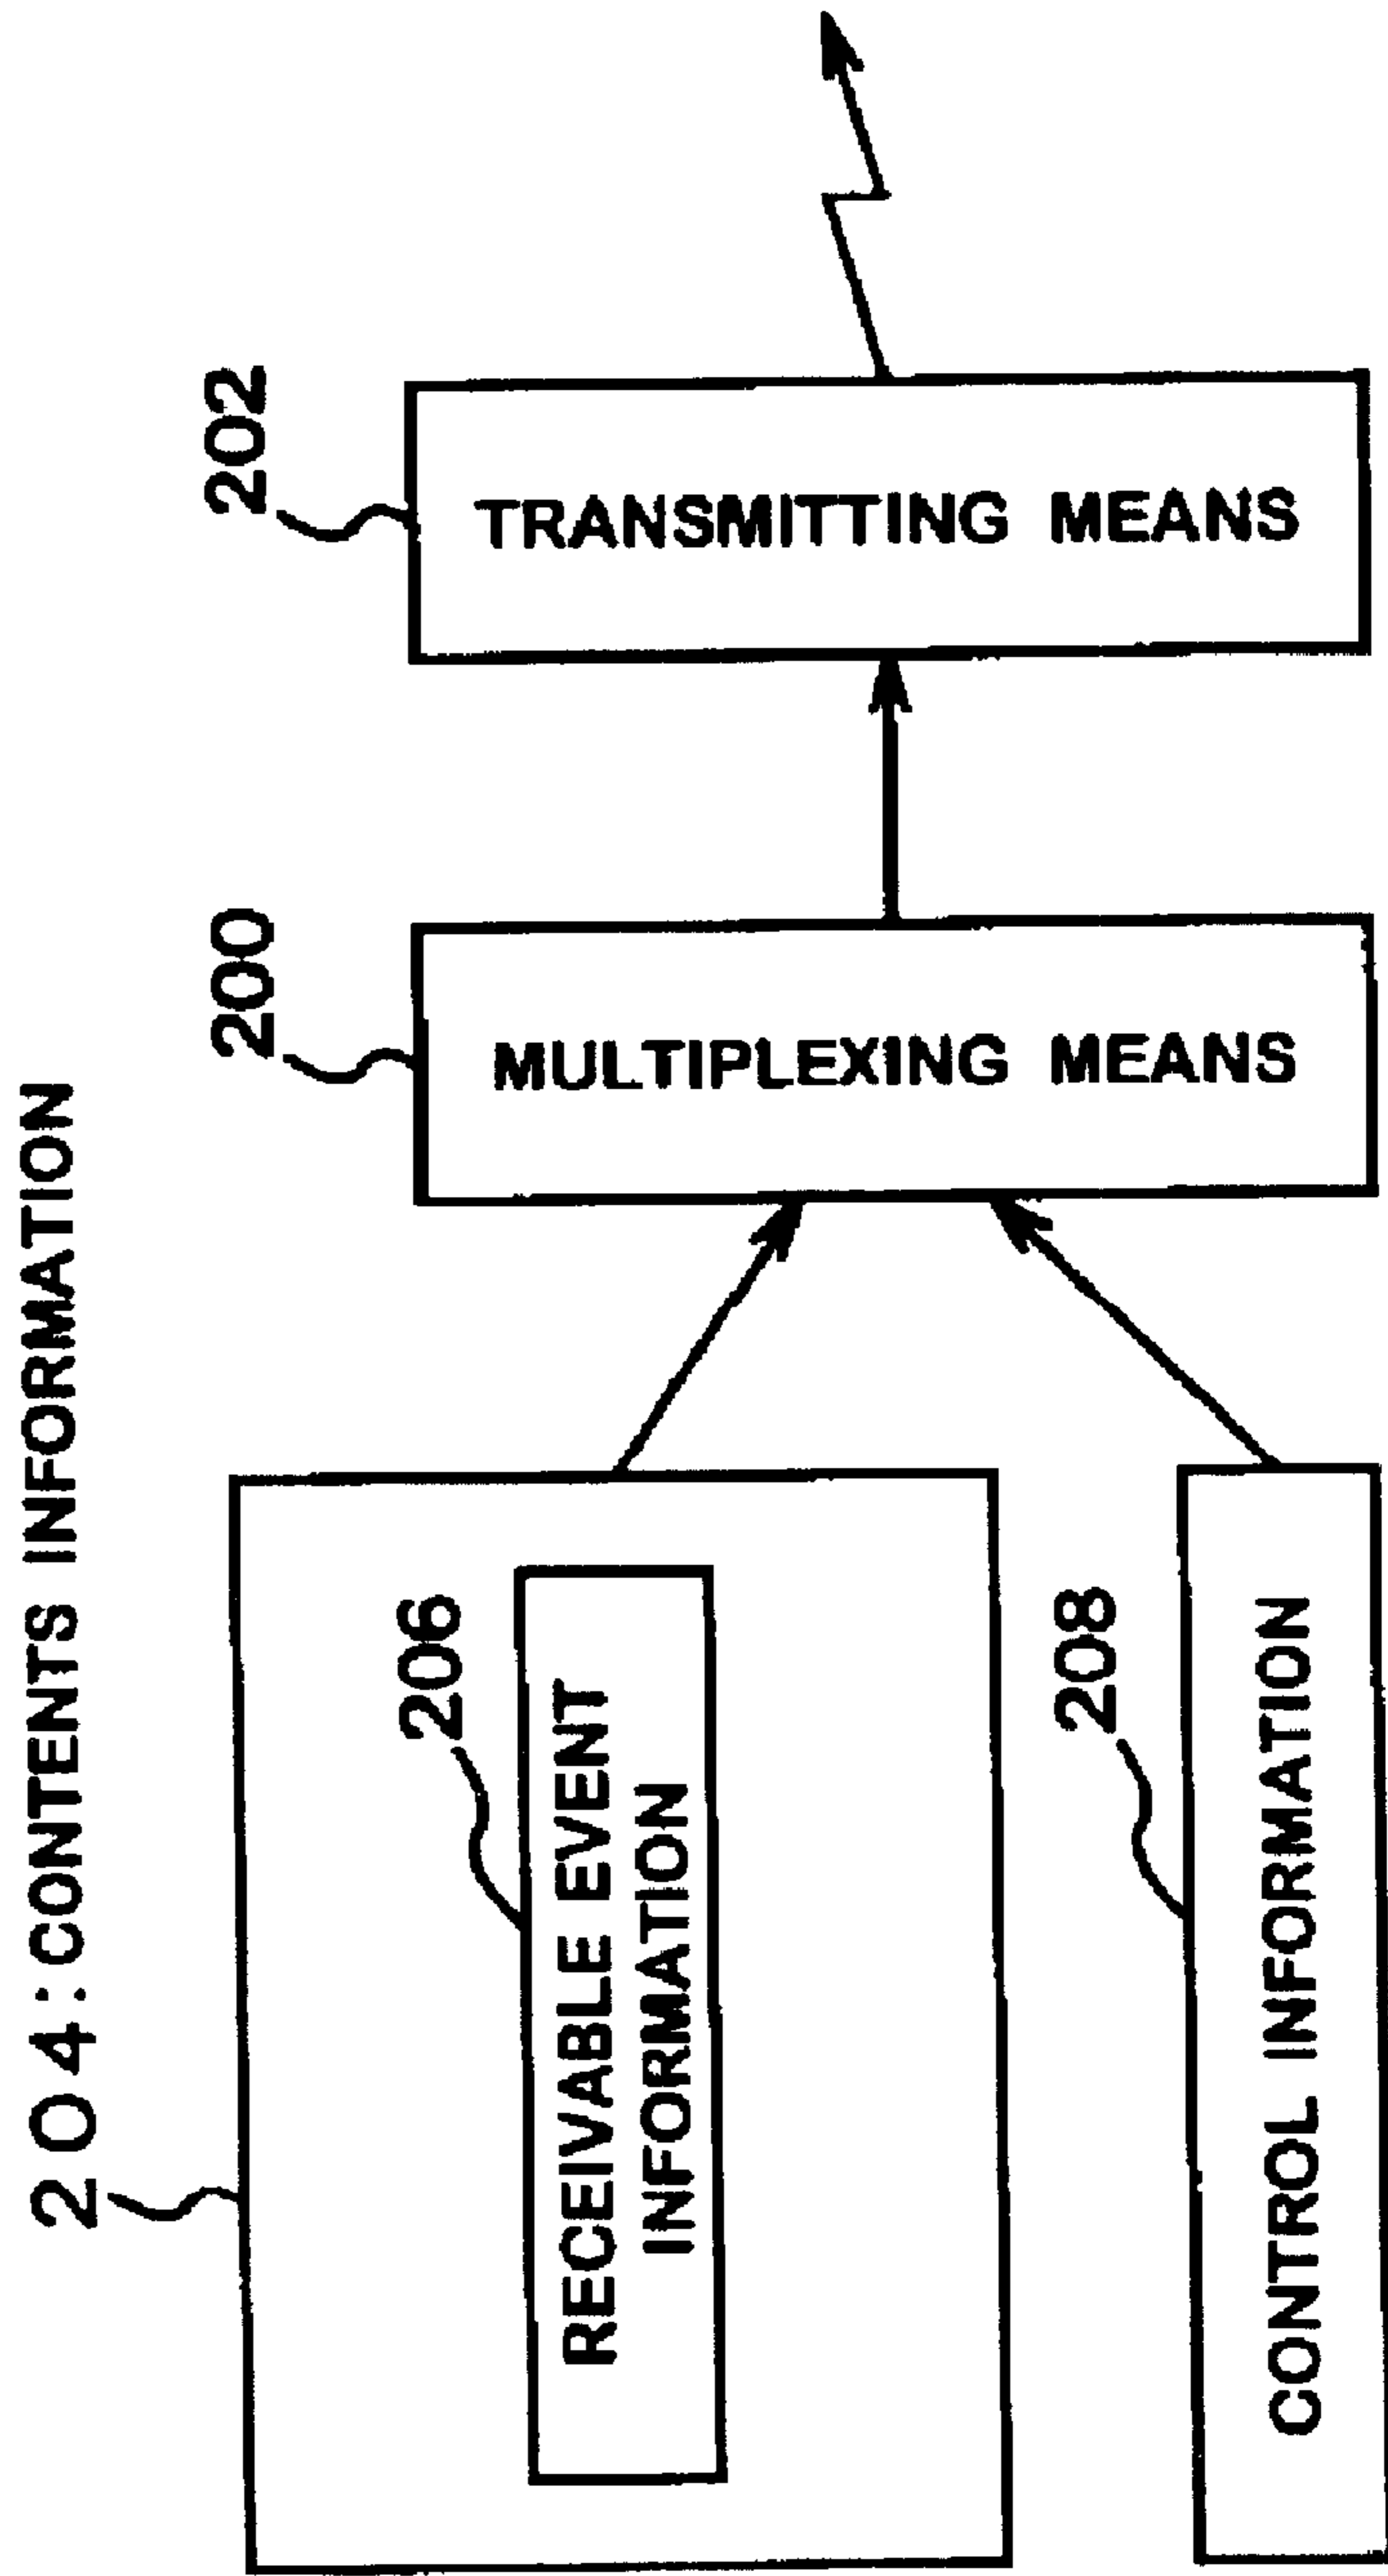 204:CONTENTS INFORMATION
206
RECEIVABLE EVENT
INFORMATION
208
CONTROL INFORMATION
200
MULTIPLEXING MEANS
202
TRANSMITTING MEANS